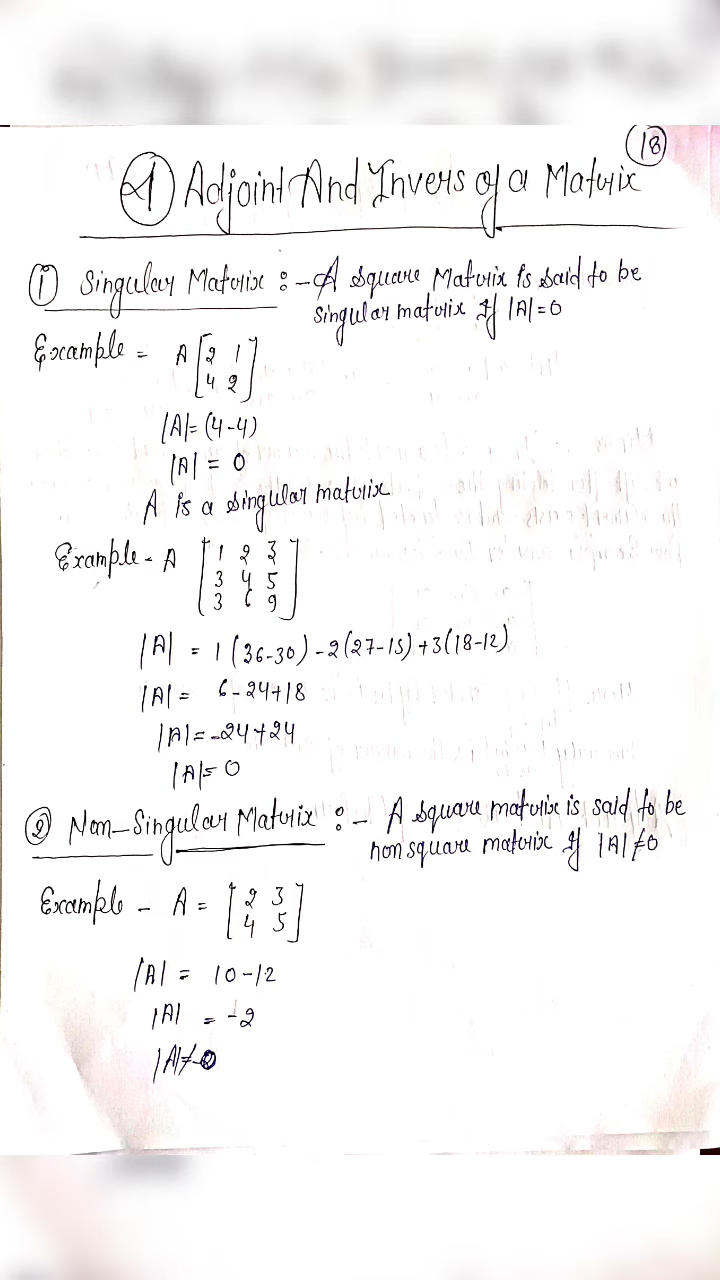 18
1 Adjoint And Invers of a Matrix
① Singular Matrix :- A square Matrix is said to be
singular matrix If |A|=0
Example = A [2 1
4 2]
|A|= (4-4)
|A| = 0
A is a singular matrix
Example - A [1 2 3
3 4 5
3 6 9]
|A| = 1(36-30) -2(27-15)+3(18-12)
|A| = 6-24+18
|A|=-24+24
|A|= 0
② Non-Singular Matrix :- A square matrix is said to be
non square matrix If |A|≠0
Example - A = [2 3
4 5]
|A| = 10-12
|A| = -2
|A|≠0